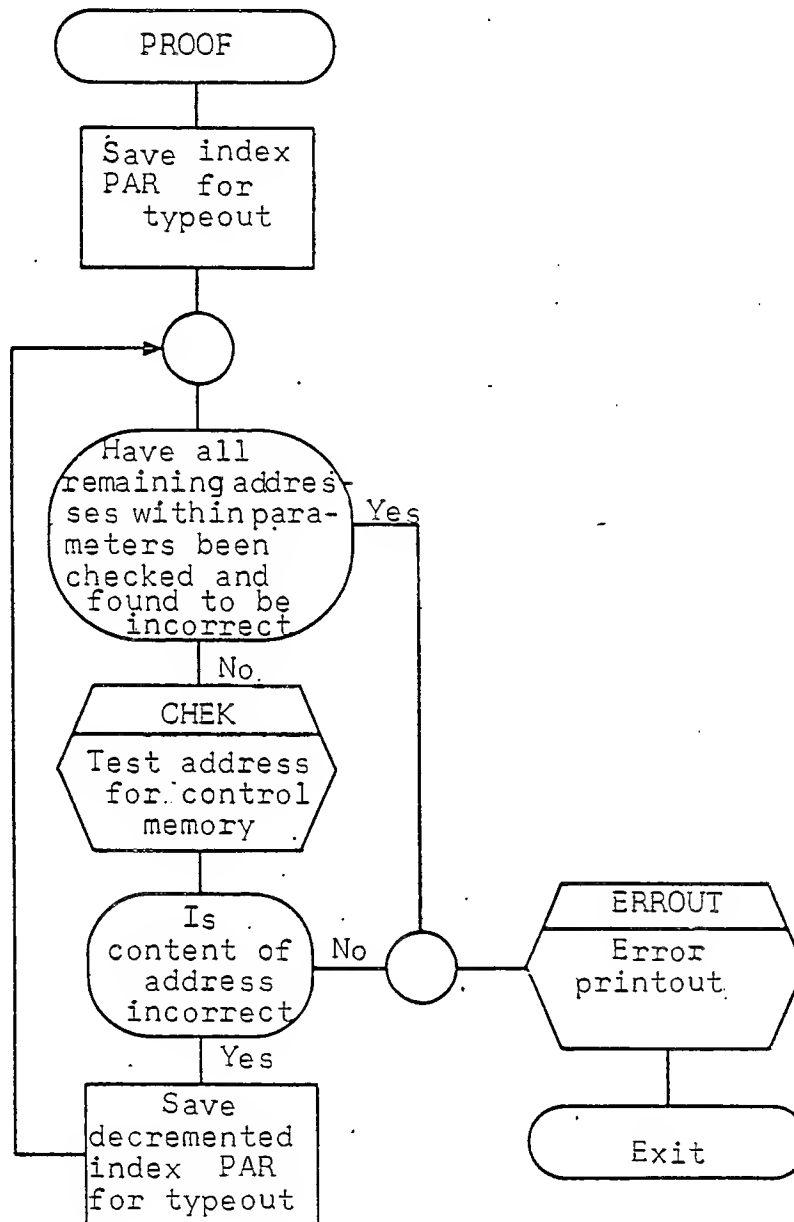 PROOF
Save index
PAR for
typeout
Have all
remaining addres-
ses within para-
meters been
checked and
found to be
incorrect
Yes
No
CHEK
Test address
for control
memory
Is
content of
address
incorrect
No
Yes
Save
decremented
index PAR
for typeout
ERROUT
Error
printout
Exit